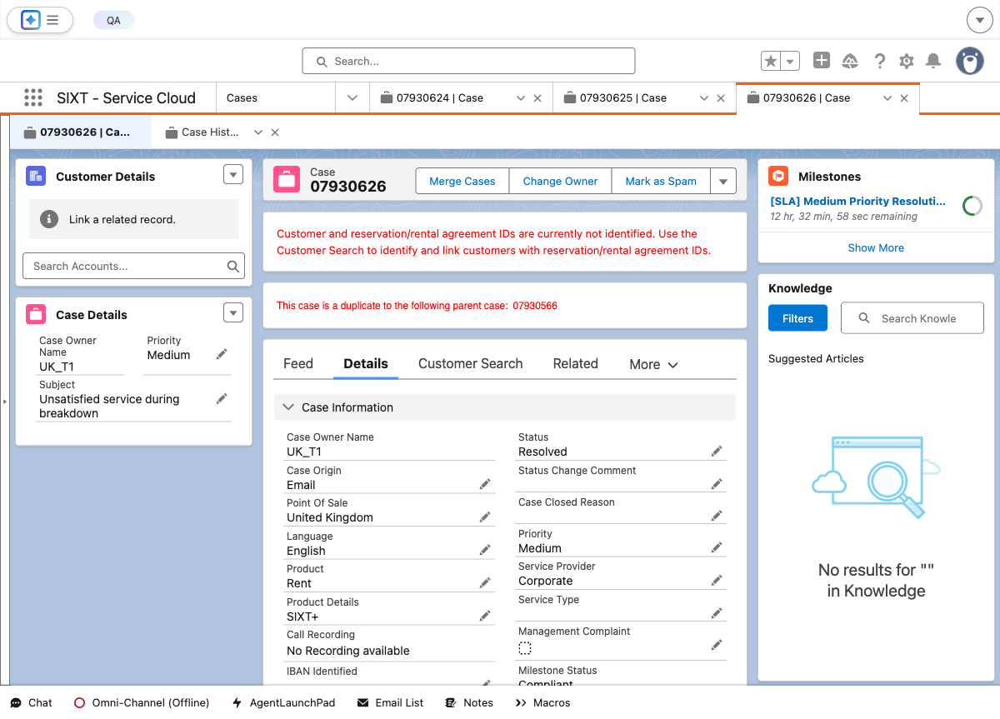 QA
Search...
SIXT - Service Cloud
Cases
07930624 | Case
07930625 | Case
07930626 | Case
07930626 | Ca...
Case Hist...
Customer Details
Link a related record.
Search Accounts...
Case Details
Case Owner
Name
UK_T1
Priority
Medium
Subject
Unsatisfied service during
breakdown
Case
07930626
Merge Cases
Change Owner
Mark as Spam
Customer and reservation/rental agreement IDs are currently not identified. Use the
Customer Search to identify and link customers with reservation/rental agreement IDs.
This case is a duplicate to the following parent case: 07930566
Feed
Details
Customer Search
Related
More
Case Information
Case Owner Name
UK_T1
Case Origin
Email
Point Of Sale
United Kingdom
Language
English
Product
Rent
Product Details
SIXT+
Call Recording
No Recording available
IBAN Identified
Status
Resolved
Status Change Comment
Case Closed Reason
Priority
Medium
Service Provider
Corporate
Service Type
Management Complaint
Milestone Status
Compliant
Milestones
[SLA] Medium Priority Resoluti...
12 hr, 32 min, 58 sec remaining
Show More
Knowledge
Filters
Search Knowle
Suggested Articles
No results for ""
in Knowledge
Chat
Omni-Channel (Offline)
AgentLaunchPad
Email List
Notes
Macros